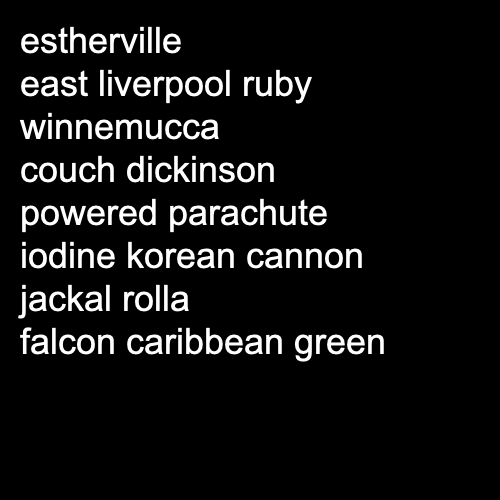 estherville
east liverpool ruby
winnemucca
couch dickinson
powered parachute
iodine korean cannon
jackal rolla
falcon caribbean green